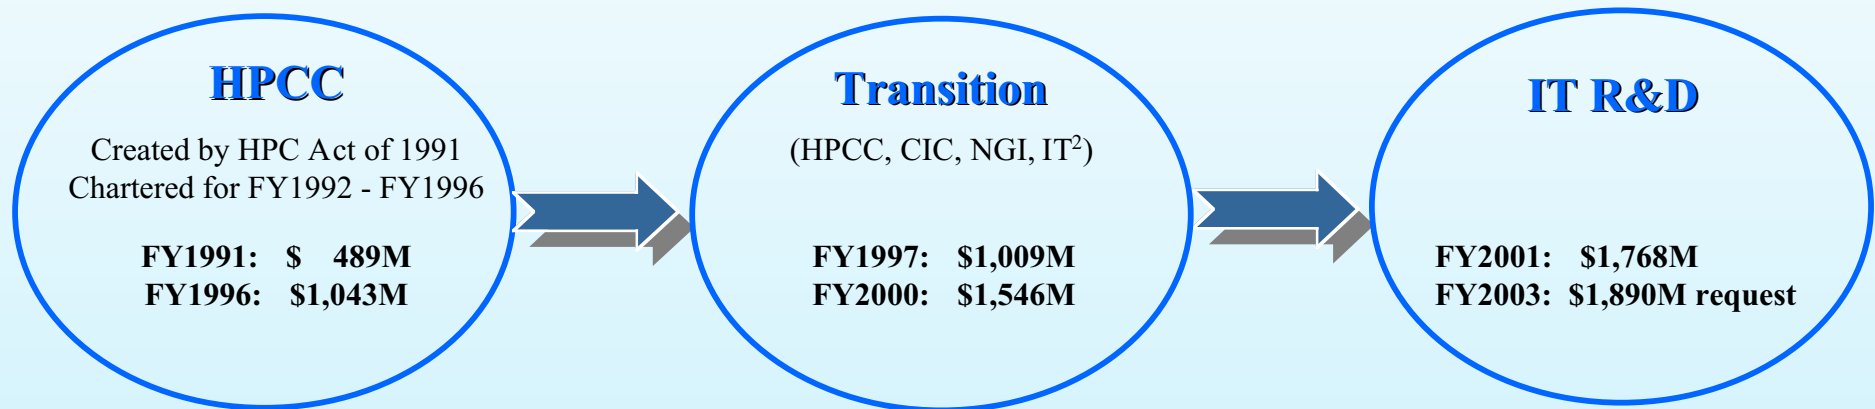 HPCC
Created by HPC Act of 1991
Chartered for FY1992 - FY1996
FY1991: $ 489M
FY1996: $1,043M
Transition
(HPCC, CIC, NGI, IT²)
FY1997: $1,009M
FY2000: $1,546M
IT R&D
FY2001: $1,768M
FY2003: $1,890M request